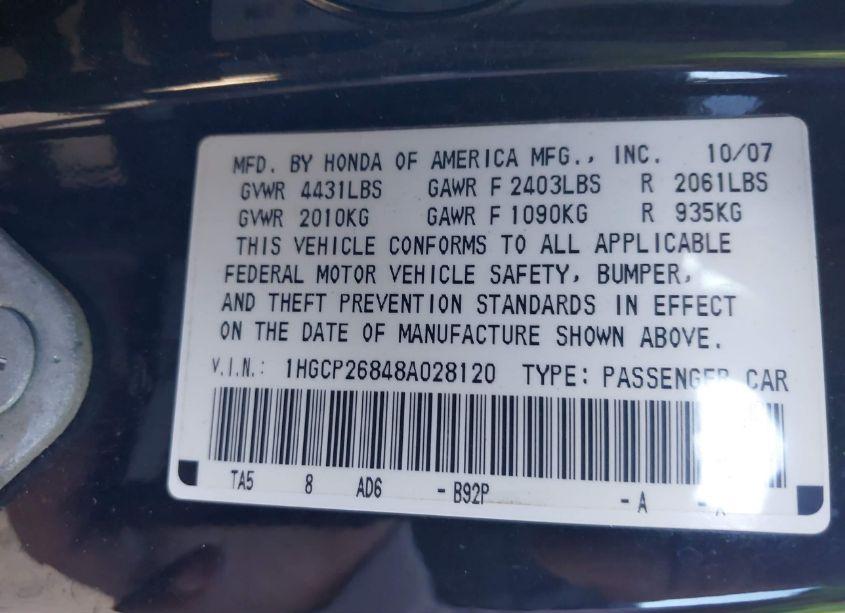 MFD. BY HONDA OF AMERICA MFG., INC. 10/07
GVWR 4431LBS GAWR F 2403LBS R 2061LBS
GVWR 2010KG GAWR F 1090KG R 935KG
THIS VEHICLE CONFORMS TO ALL APPLICABLE
FEDERAL MOTOR VEHICLE SAFETY, BUMPER,
AND THEFT PREVENTION STANDARDS IN EFFECT
ON THE DATE OF MANUFACTURE SHOWN ABOVE.
V.I.N.: 1HGCP26848A028120 TYPE: PASSENGER CAR
TA5 8 AD6 - B92P - A -